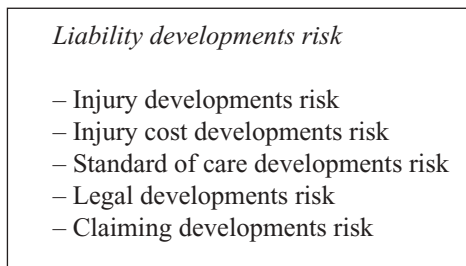 Liability developments risk
– Injury developments risk
– Injury cost developments risk
– Standard of care developments risk
– Legal developments risk
– Claiming developments risk